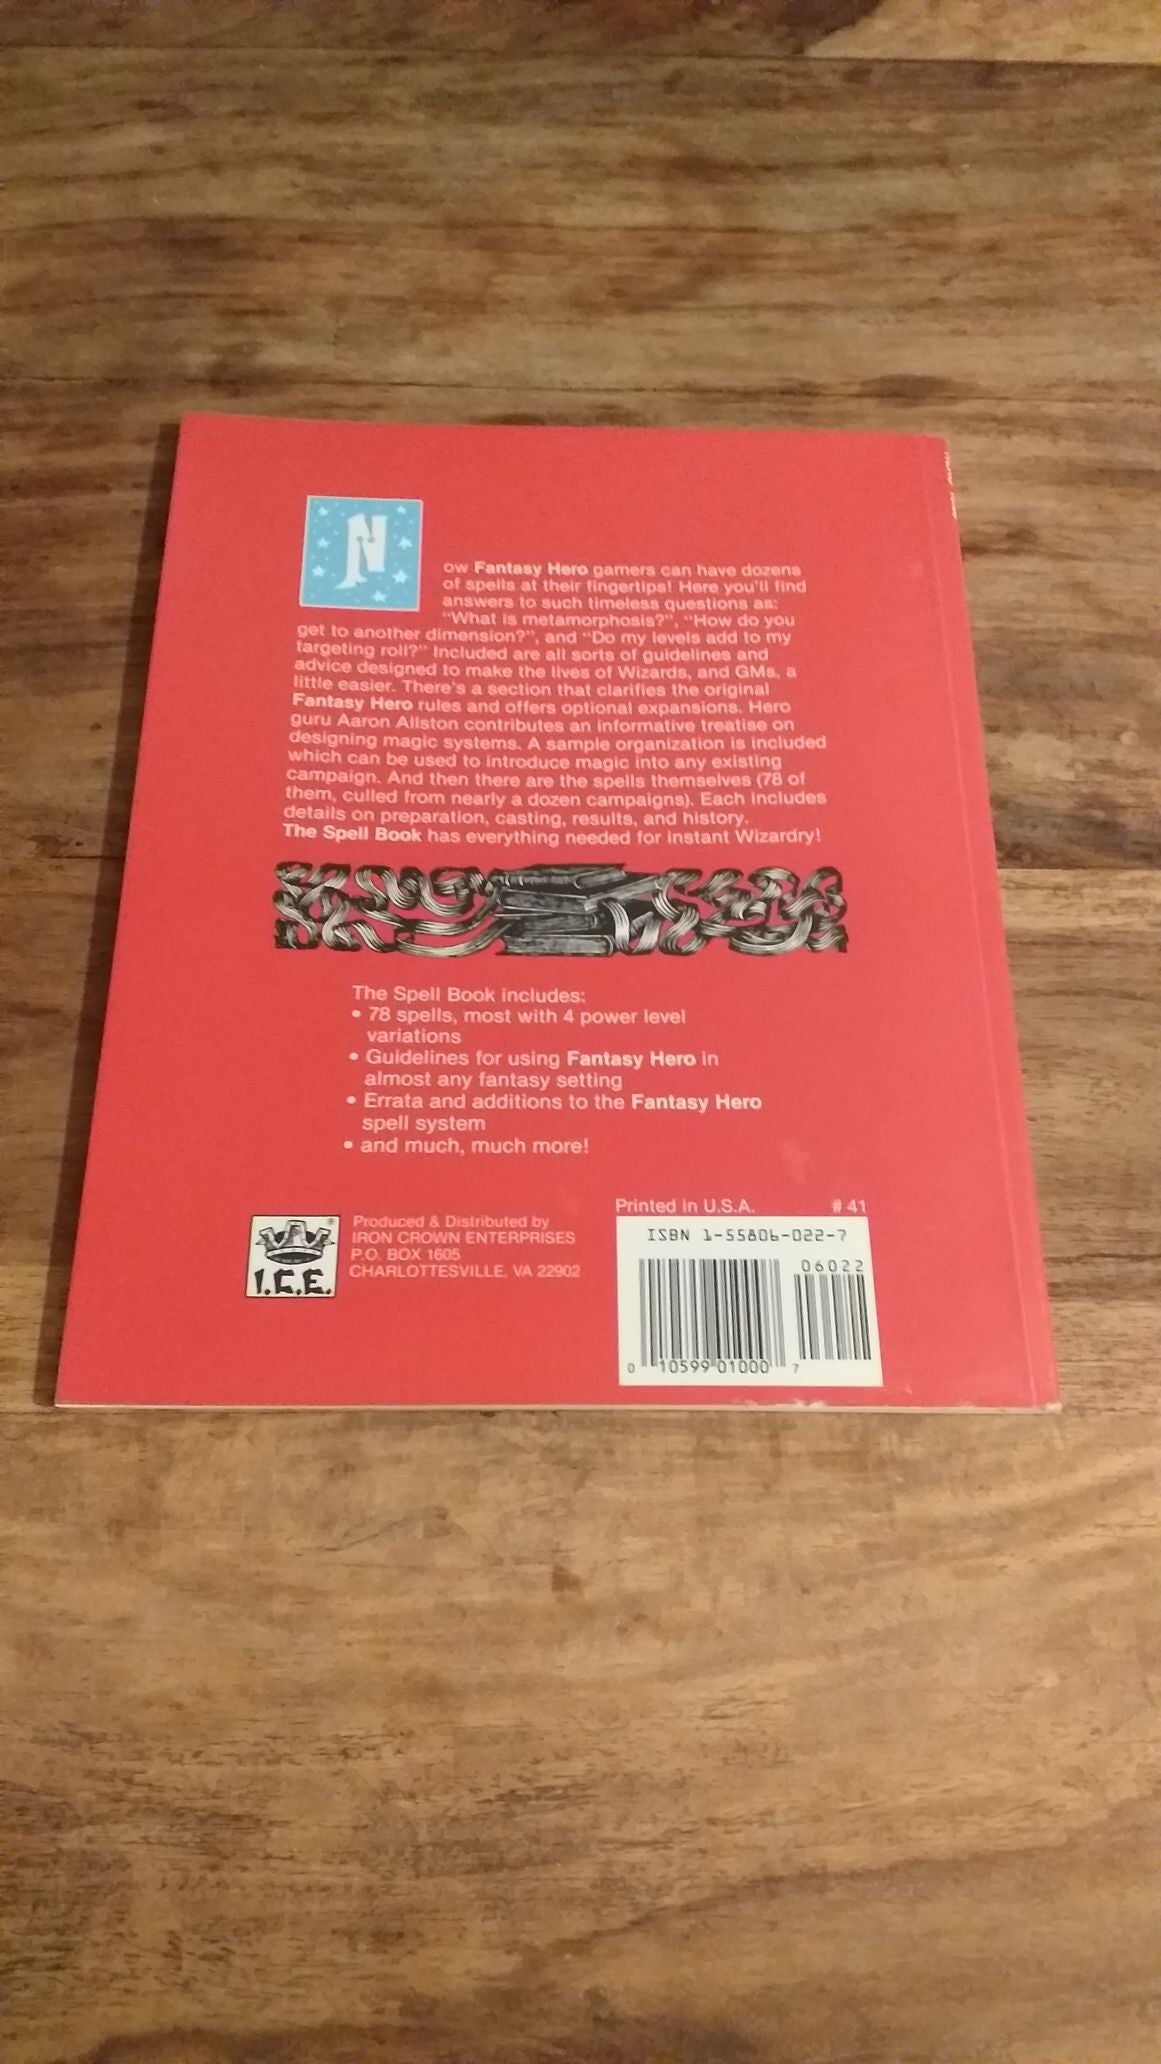 Now Fantasy Hero gamers can have dozens
of spells at their fingertips! Here you'll find
answers to such timeless questions as:
"What is metamorphosis?", "How do you
get to another dimension?", and "Do my levels add to my
targeting roll?" Included are all sorts of guidelines and
advice designed to make the lives of Wizards, and GMs, a
little easier. There's a section that clarifies the original
Fantasy Hero rules and offers optional expansions. Hero
guru Aaron Allston contributes an informative treatise on
designing magic systems. A sample organization is included
which can be used to introduce magic into any existing
campaign. And then there are the spells themselves (78 of
them, culled from nearly a dozen campaigns). Each includes
details on preparation, casting, results, and history.
The Spell Book has everything needed for instant Wizardry!
The Spell Book includes:
• 78 spells, most with 4 power level
variations
• Guidelines for using Fantasy Hero in
almost any fantasy setting
• Errata and additions to the Fantasy Hero
spell system
• and much, much more!
I.C.E.
®
Produced & Distributed by
IRON CROWN ENTERPRISES
P.O. BOX 1605
CHARLOTTESVILLE, VA 22902
Printed in U.S.A. # 41
ISBN 1-55806-022-7
06022
0 10599 01000 7